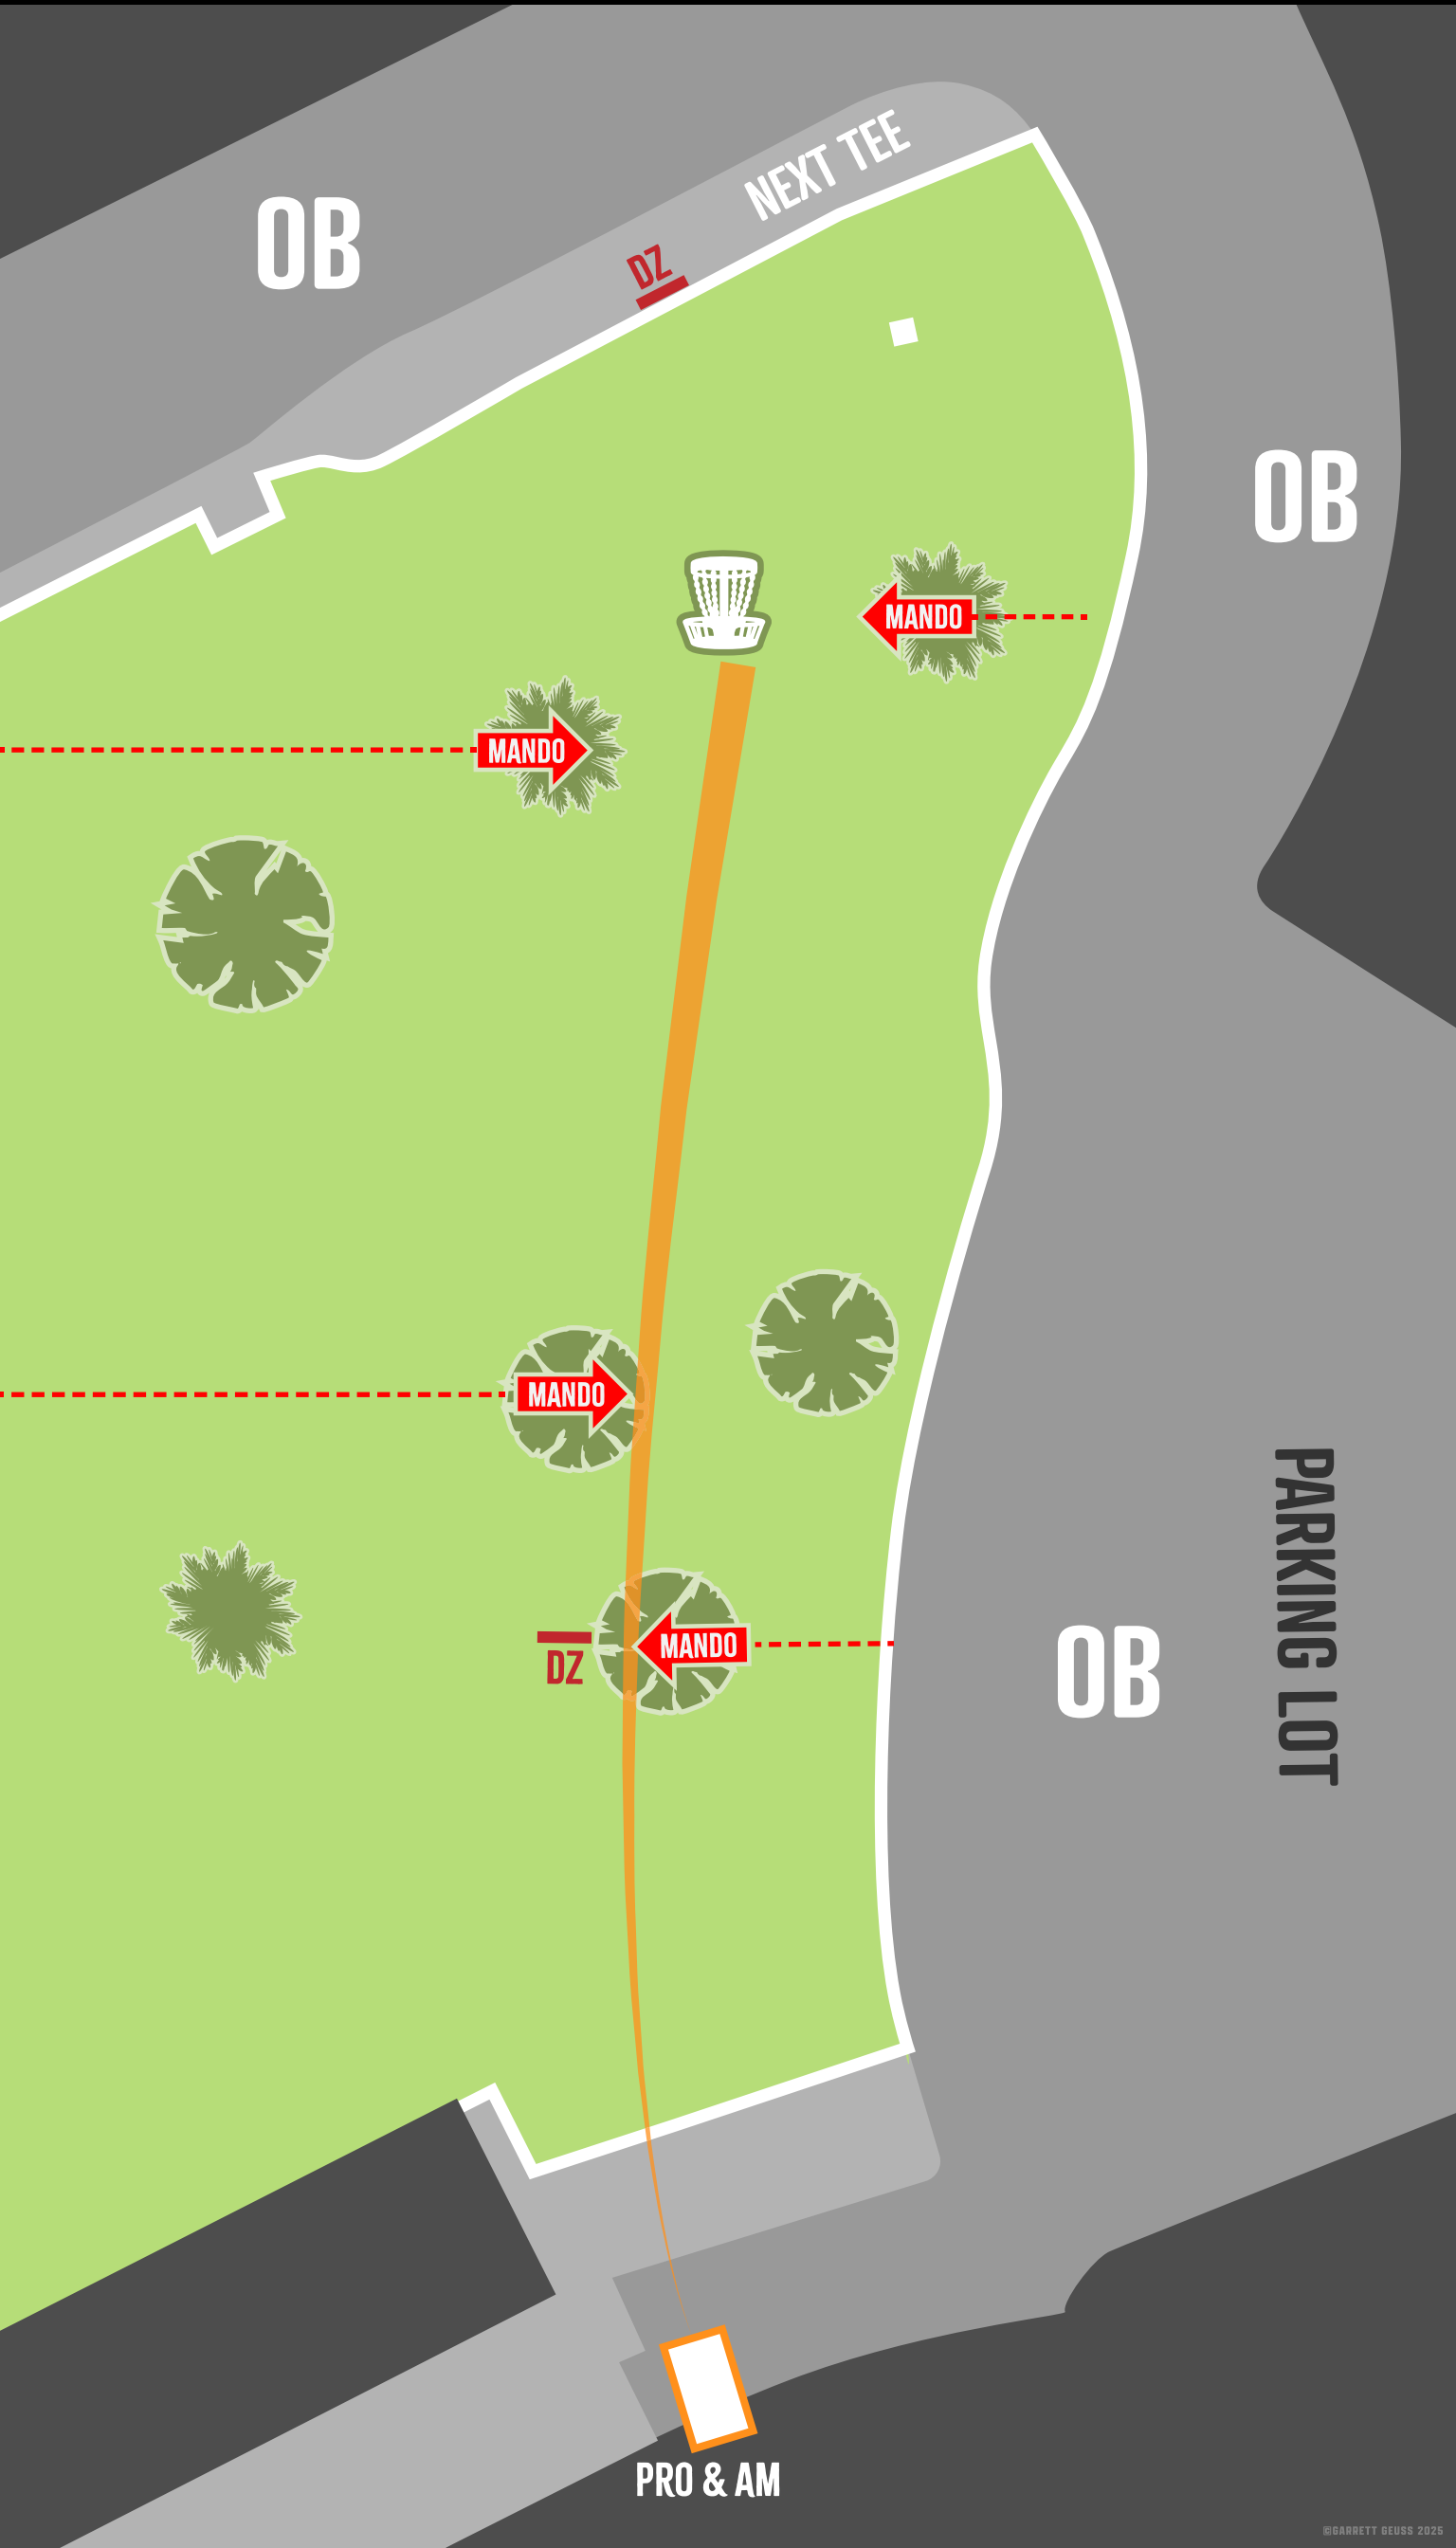 NEXT TEE
OB
DZ
OB
MANDO
MANDO
MANDO
PARKING LOT
MANDO
OB
DZ
PRO & AM
©GARRETT GEUSS 2025